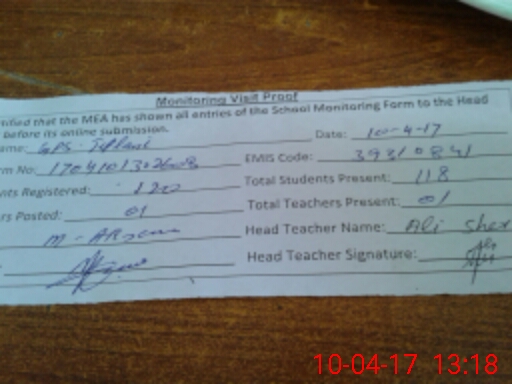 Monitoring Visit Proof
rtified that the MEA has shown all entries of the School Monitoring Form to the Head
before its online submission.
ame: GPS Date: 10-4-17
rm No: EMIS Code: 39310841
nts Registered: 120 Total Students Present: 118
rs Posted: 01 Total Teachers Present: 01
Head Teacher Name: Ali Sher
Head Teacher Signature:
10-04-17 13:18